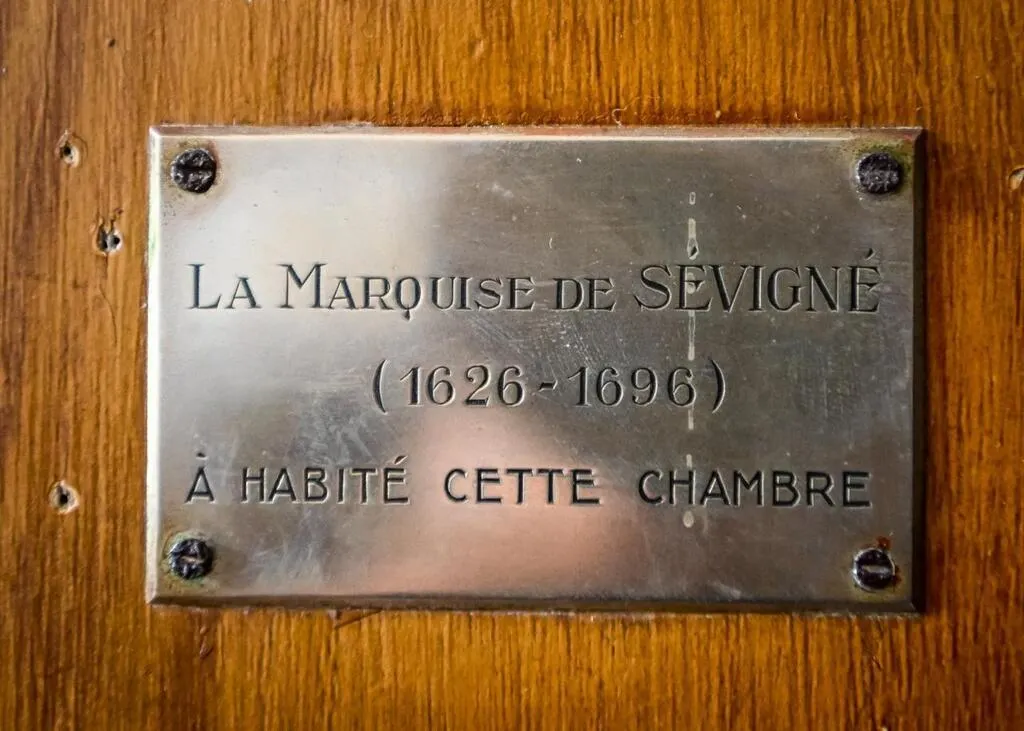 La Marquise de SÉVIGNÉ
(1626-1696)
À HABITÉ CETTE CHAMBRE